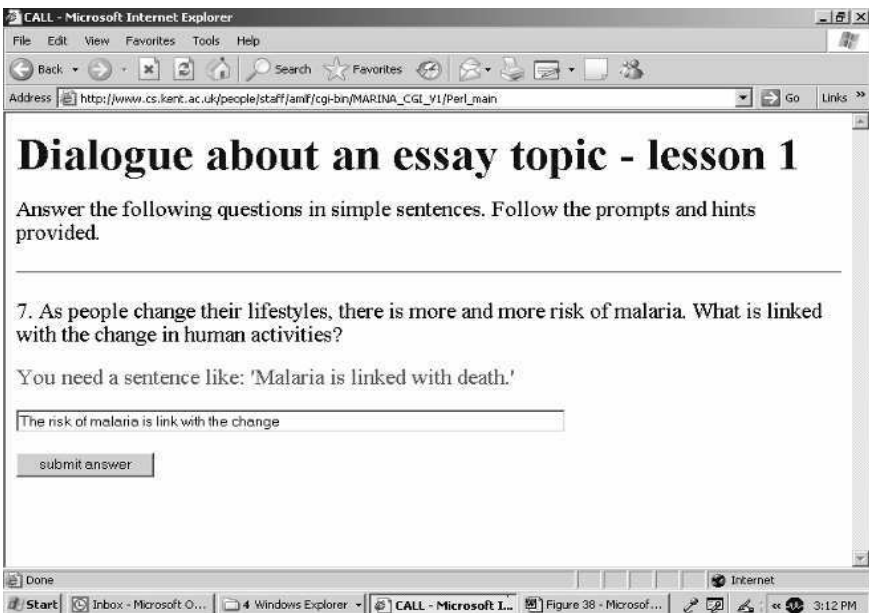 CALL - Microsoft Internet Explorer
File Edit View Favorites Tools Help
Back Search Favorites
Address http://www.cs.kent.ac.uk/people/staff/amlf/cgi-bin/MARINA_CGI_V1/Perl_main Go Links »
Dialogue about an essay topic - lesson 1
Answer the following questions in simple sentences. Follow the prompts and hints
provided.
7. As people change their lifestyles, there is more and more risk of malaria. What is linked
with the change in human activities?
You need a sentence like: 'Malaria is linked with death.'
The risk of malaria is link with the change
submit answer
Done Internet
Start Inbox - Microsoft O... 4 Windows Explorer CALL - Microsoft I... Figure 38 - Microsof... « 3:12 PM